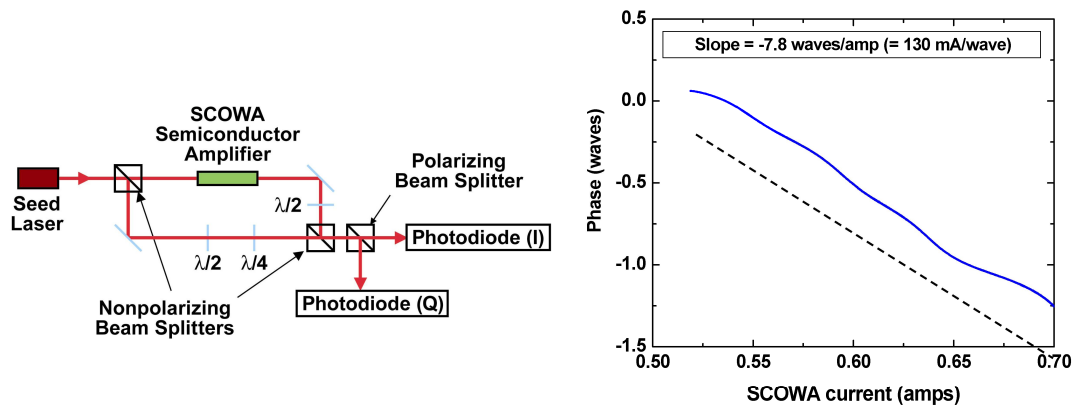 SCOWA
Semiconductor
Amplifier
Polarizing
Beam Splitter
Seed
Laser
λ/2
λ/2
λ/4
Photodiode (I)
Photodiode (Q)
Nonpolarizing
Beam Splitters
Slope = -7.8 waves/amp (= 130 mA/wave)
Phase (waves)
0.5
0.0
-0.5
-1.0
-1.5
0.50
0.55
0.60
0.65
0.70
SCOWA current (amps)